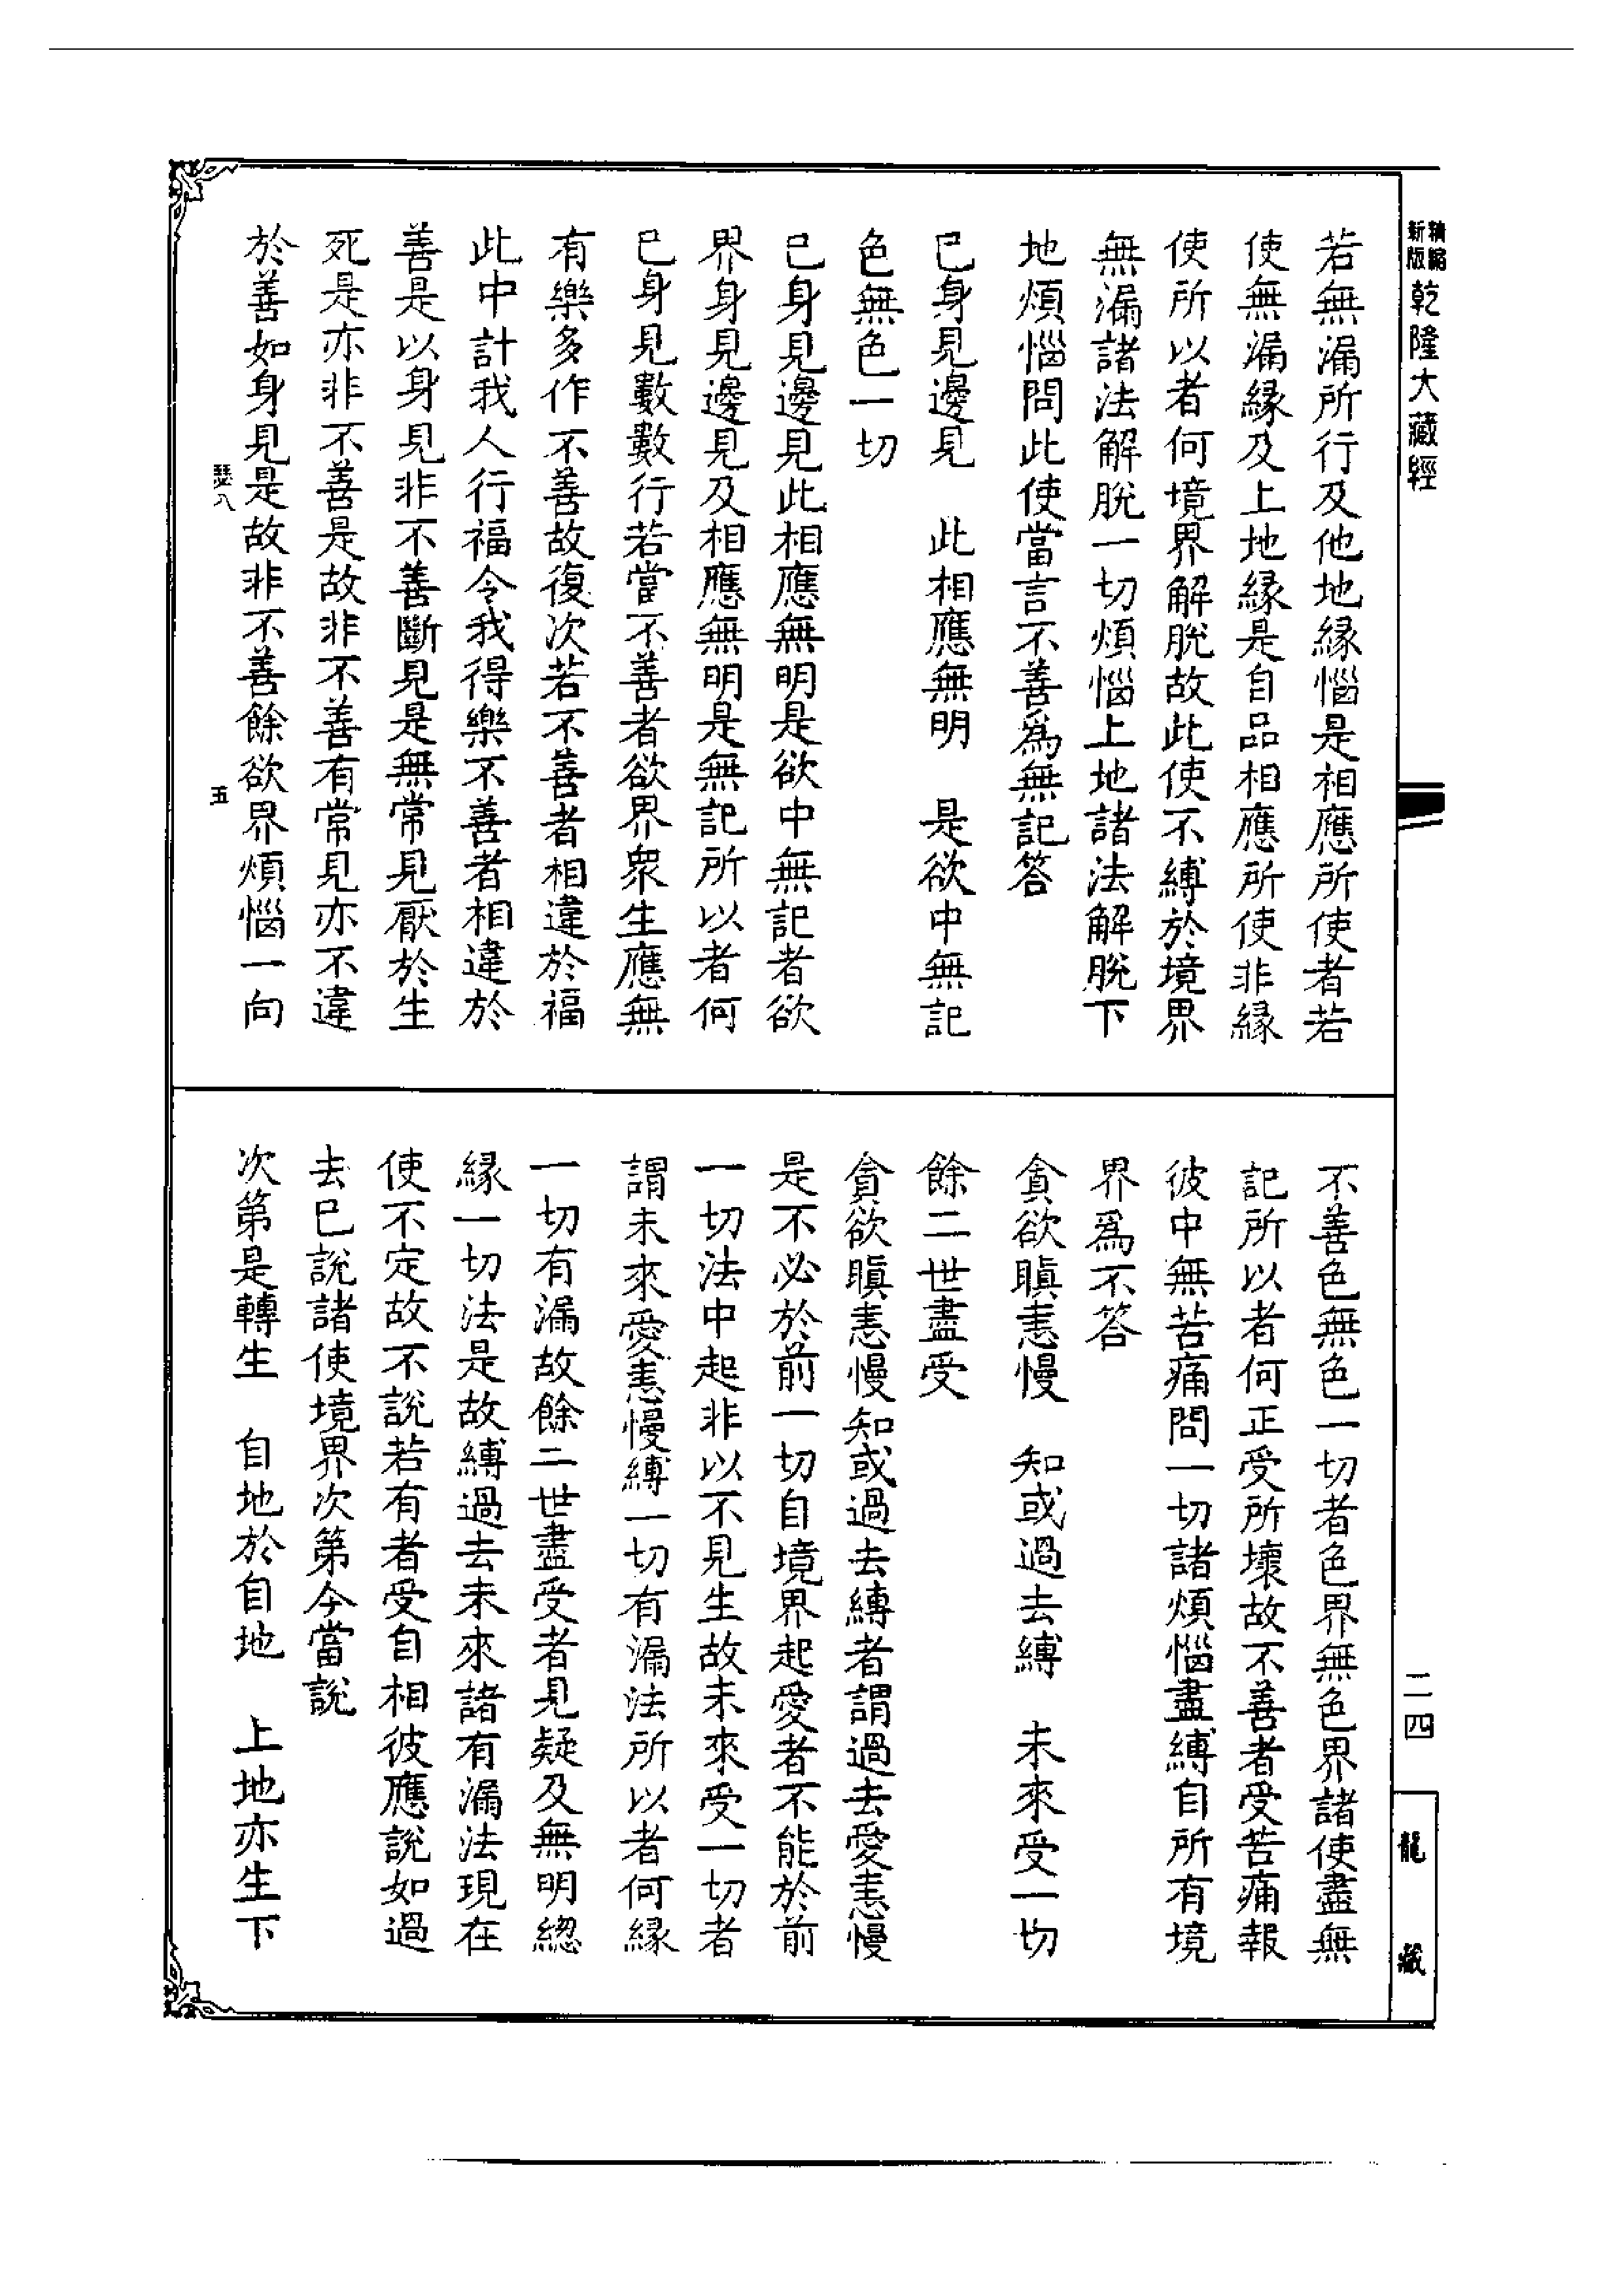 精縮新版乾隆大藏經
若無漏所行及他地緣惱是相應所使者若
使無漏緣及上地緣是自品相應所使非緣
使所以者何境界解脫故此使不縛於境界
無漏諸法解脫一切煩惱上地諸法解脫下
地煩惱問此使當言不善為無記答
已身見邊見　此相應無明　是欲中無記
色無色一切
已身見邊見此相應無明是欲中無記者欲
界身見邊見及相應無明是無記所以者何
已身見數數行若當不善者欲界眾生應無
有樂多作不善故復次若不善者相違於福
此中計我人行福令我得樂不善者相違於
善是以身見非不善斷見是無常見厭於生
死是亦非不善是故非不善有常見亦不違
於善如身見是故非不善餘欲界煩惱一向
瑟八　五
不善色無色一切者色界無色界諸使盡無
記所以者何正受所壞故不善者受苦痛報
彼中無苦痛問一切諸煩惱盡縛自所有境
界為不答
貪欲瞋恚慢　知或過去縛　未來受一切
餘二世盡受
貪欲瞋恚慢知或過去縛者謂過去愛恚慢
是不必於前一切自境界起愛者不能於前
一切法中起非以不見生故未來受一切者
謂未來愛恚慢縛一切有漏法所以者何緣
一切有漏故餘二世盡受者見疑及無明總
緣一切法是故縛過去未來諸有漏法現在
使不定故不說若有者受自相彼應說如過
去已說諸使境界次第今當說
次第是轉生　自地於自地　上地亦生下
二四
龍藏